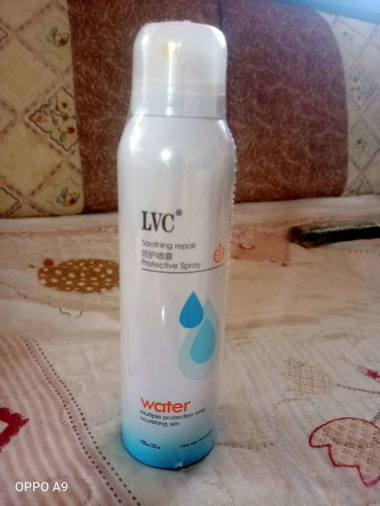 LVC®
Soothing repair
防护喷雾
Protective Spray
water
Multiple protection and
nourishing skin
OPPO A9